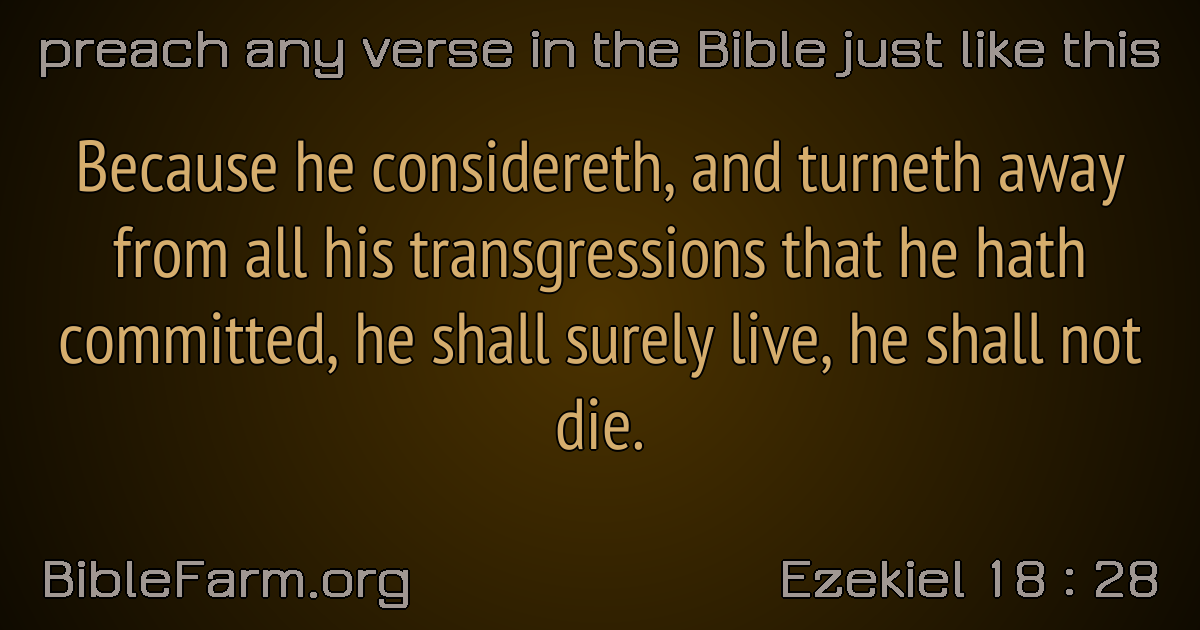 preach any verse in the Bible just like this
Because he considereth, and turneth away
from all his transgressions that he hath
committed, he shall surely live, he shall not
die.
BibleFarm.org
Ezekiel 18 : 28